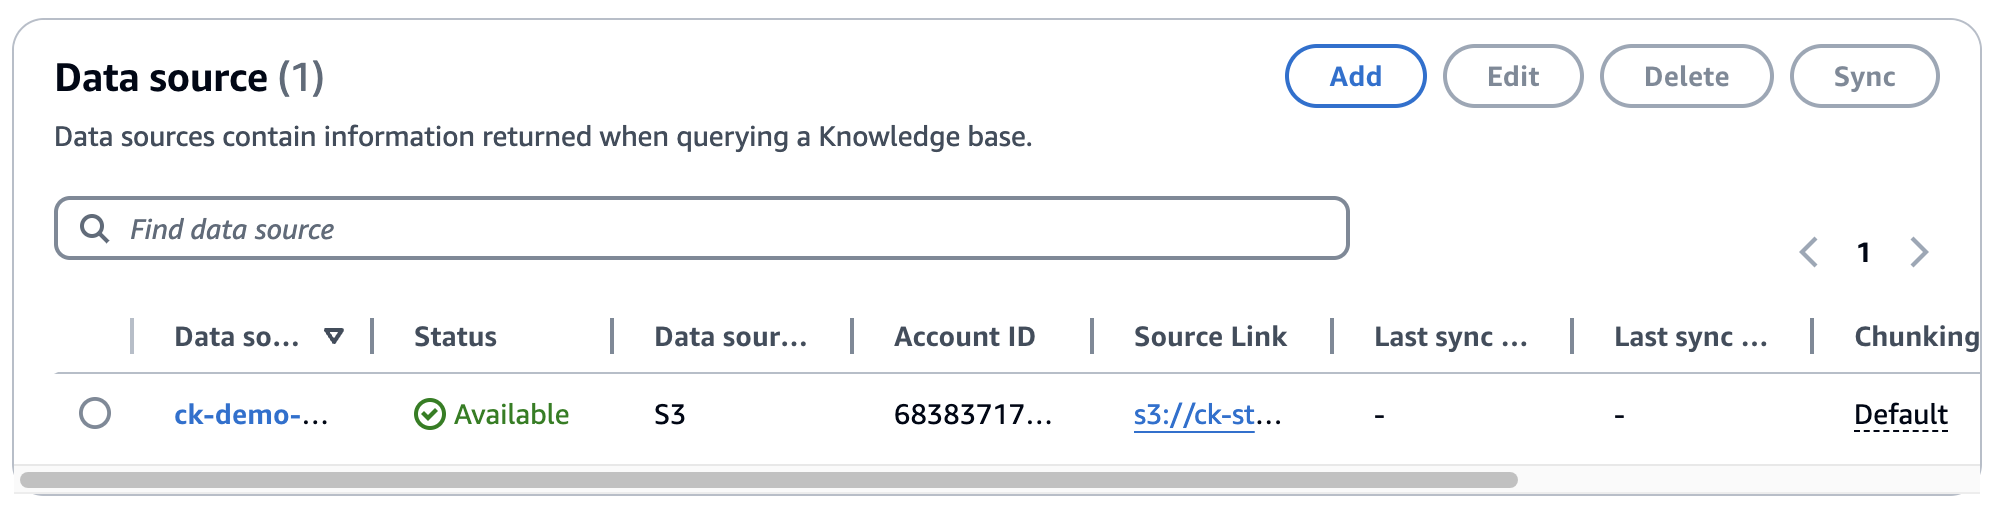 Data source (1)
Add Edit Delete Sync
Data sources contain information returned when querying a Knowledge base.
Find data source
1
Data so... Status Data sour... Account ID Source Link Last sync ... Last sync ... Chunking
ck-demo-... Available S3 68383717... s3://ck-st... - - Default